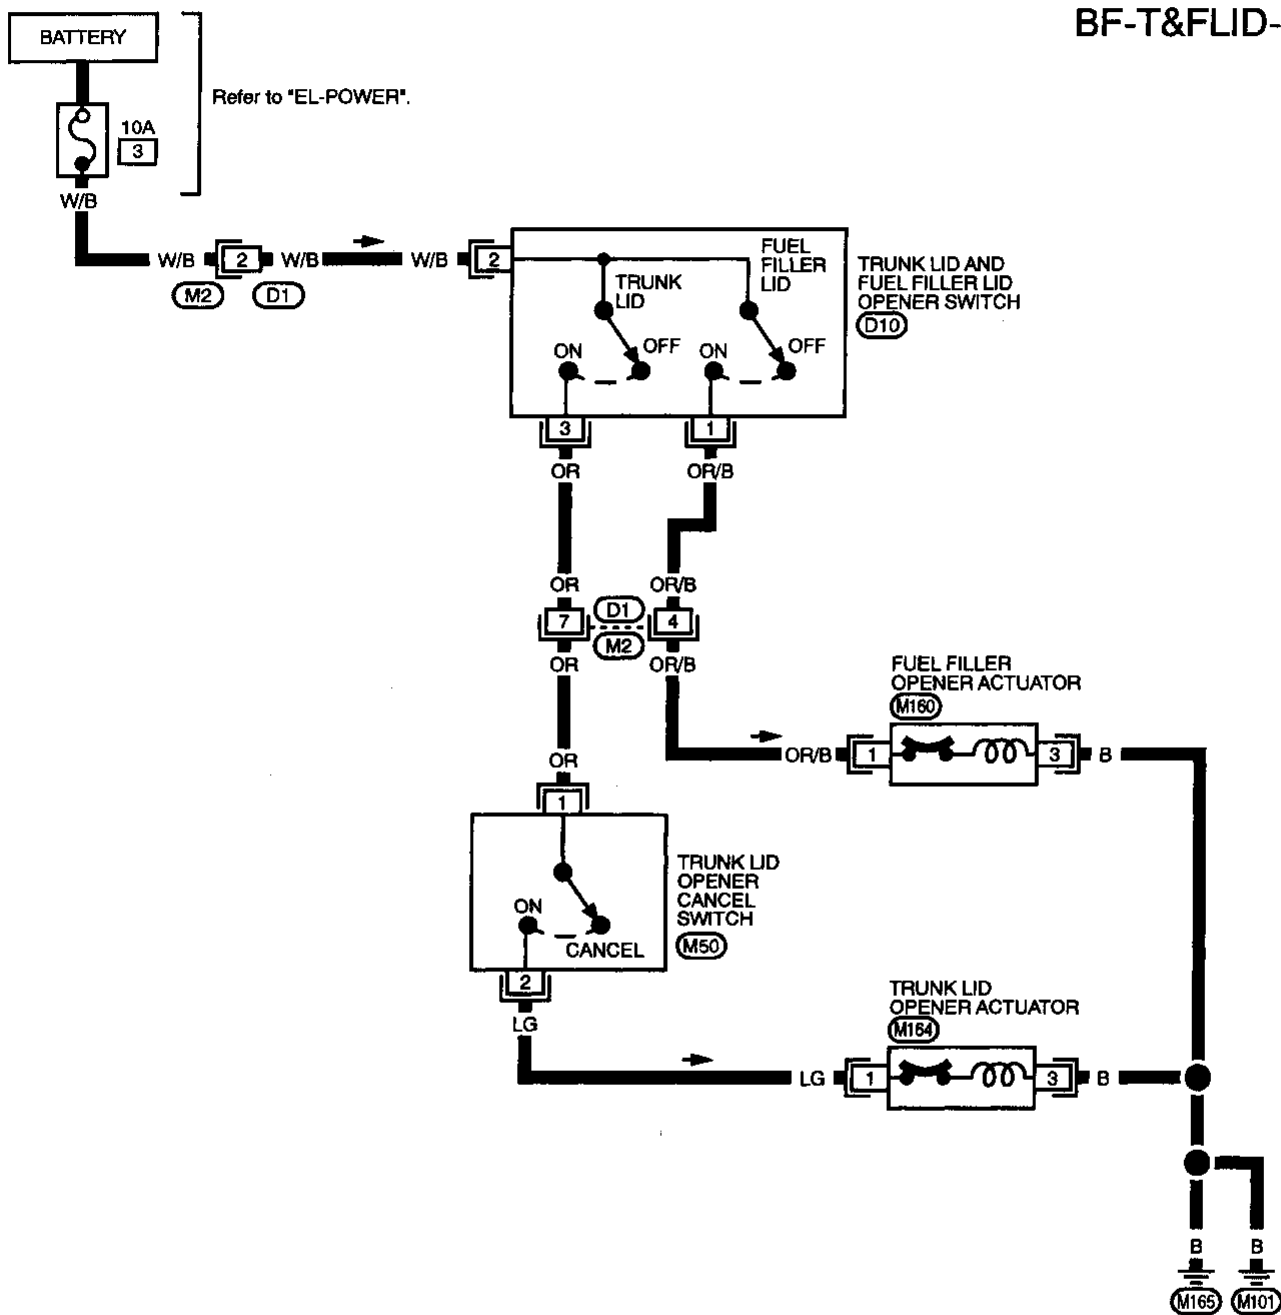 BF-T&FLID-
BATTERY
Refer to "EL-POWER".
10A
3
W/B
W/B 2 W/B W/B 2
M2 D1
TRUNK
LID
FUEL
FILLER
LID
ON OFF ON OFF
TRUNK LID AND
FUEL FILLER LID
OPENER SWITCH
D10
3 1
OR OR/B
OR OR/B
7 D1 4
M2
OR OR/B
FUEL FILLER
OPENER ACTUATOR
M160
OR/B 1 3 B
OR
1
ON
CANCEL
TRUNK LID
OPENER
CANCEL
SWITCH
M50
2
LG
TRUNK LID
OPENER ACTUATOR
M164
LG 1 3 B
B B
M165 M101